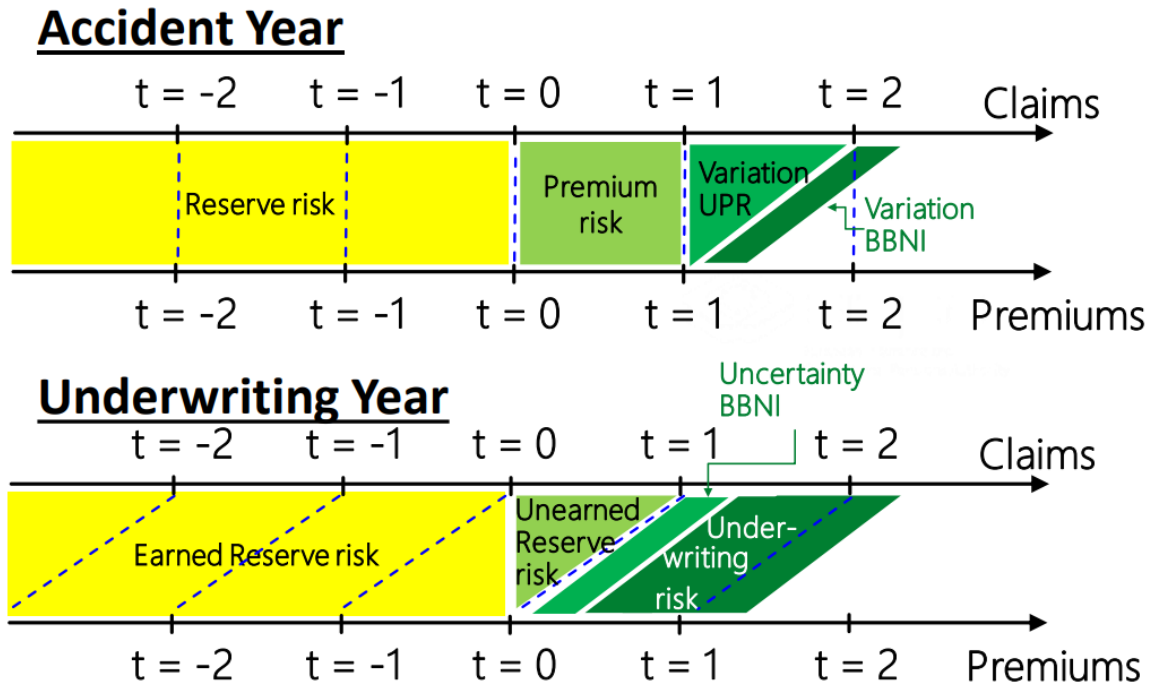 Accident Year
t = -2 t = -1 t = 0 t = 1 t = 2 Claims
Reserve risk
Premium
risk
Variation
UPR
Variation
BBNI
t = -2 t = -1 t = 0 t = 1 t = 2 Premiums
Underwriting Year
Uncertainty
BBNI
t = -2 t = -1 t = 0 t = 1 t = 2 Claims
Earned Reserve risk
Unearned
Reserve
risk
Under-
writing
risk
t = -2 t = -1 t = 0 t = 1 t = 2 Premiums